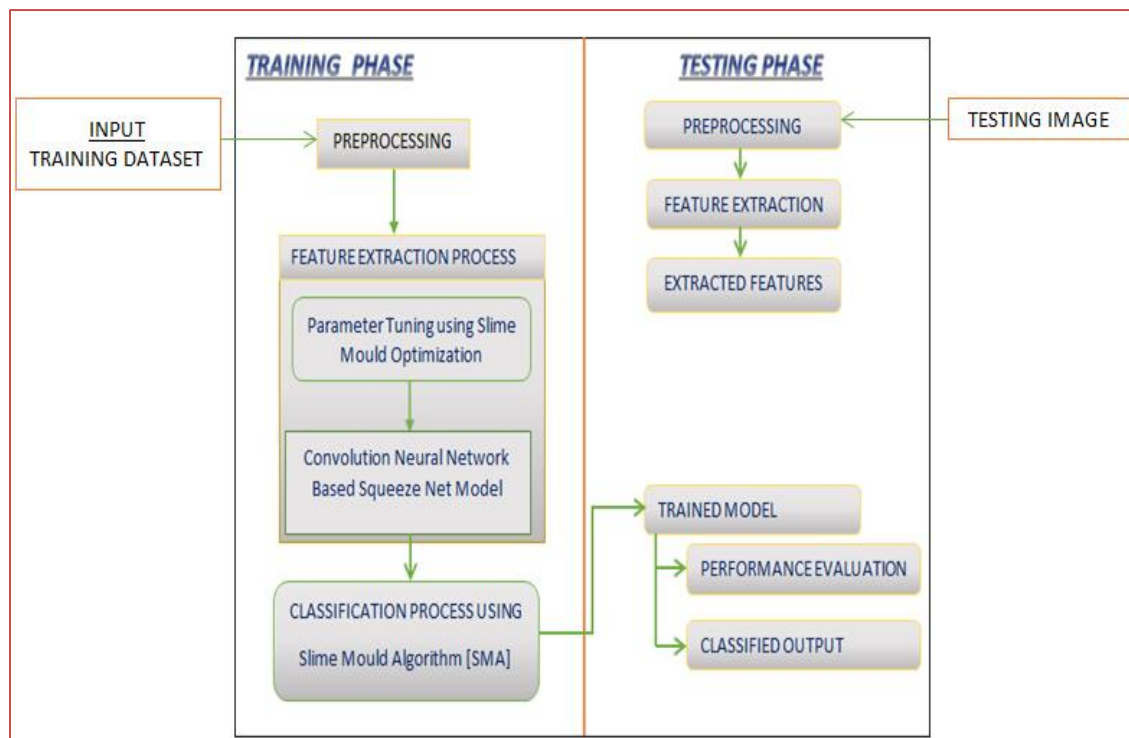 TRAINING PHASE
INPUT
TRAINING DATASET
PREPROCESSING
FEATURE EXTRACTION PROCESS
Parameter Tuning using Slime
Mould Optimization
Convolution Neural Network
Based Squeeze Net Model
CLASSIFICATION PROCESS USING
Slime Mould Algorithm [SMA]
TESTING PHASE
TESTING IMAGE
PREPROCESSING
FEATURE EXTRACTION
EXTRACTED FEATURES
TRAINED MODEL
PERFORMANCE EVALUATION
CLASSIFIED OUTPUT